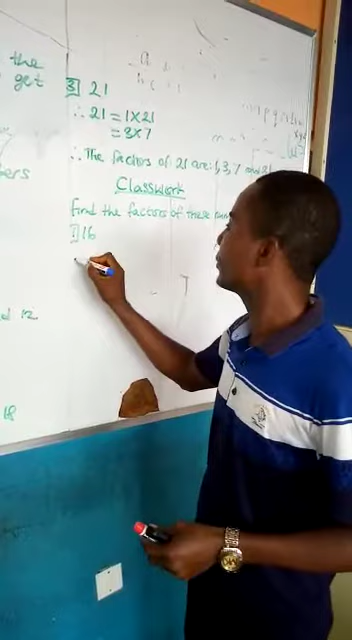 the
get
3 21
∴ 21 = 1 x 21
= 3 x 7
∴ The factors of 21 are: 1, 3, 7 and 21
Classwork
Find the factors of these
1 16
12
18